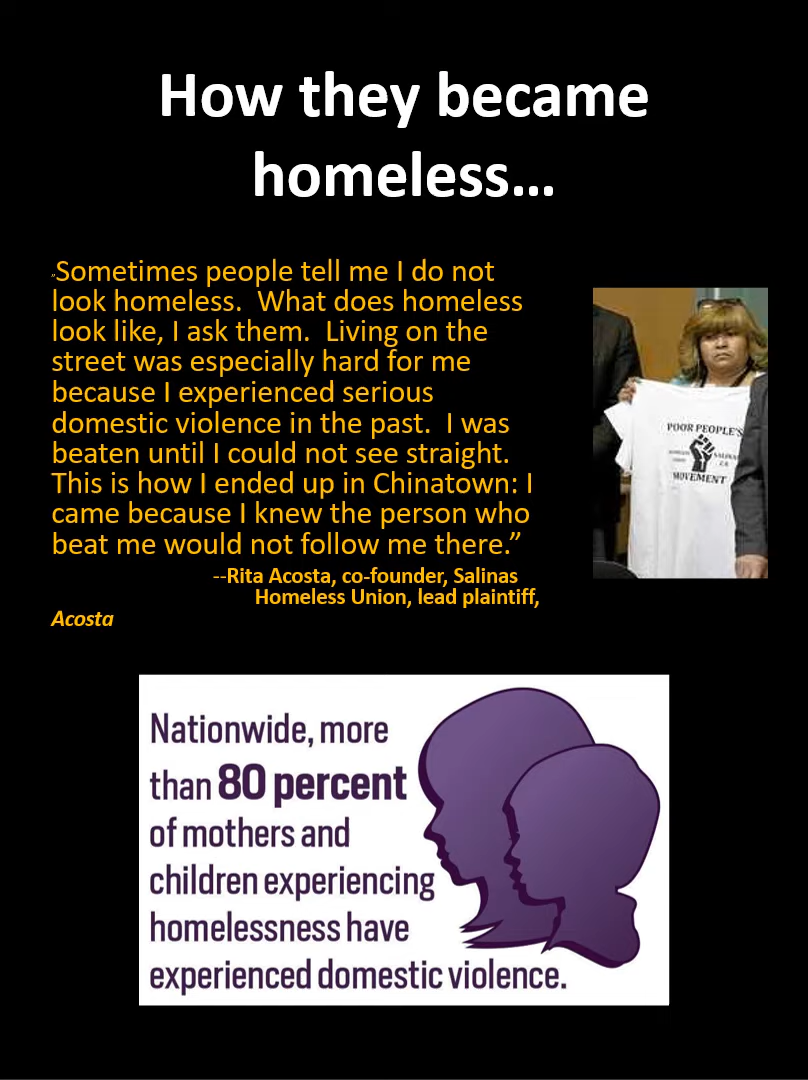 How they became
homeless…
“Sometimes people tell me I do not
look homeless.  What does homeless
look like, I ask them.  Living on the
street was especially hard for me
because I experienced serious
domestic violence in the past.  I was
beaten until I could not see straight.
This is how I ended up in Chinatown: I
came because I knew the person who
beat me would not follow me there.”
--Rita Acosta, co-founder, Salinas
Homeless Union, lead plaintiff,
Acosta
POOR PEOPLE'S
MOVEMENT
Nationwide, more
than 80 percent
of mothers and
children experiencing
homelessness have
experienced domestic violence.